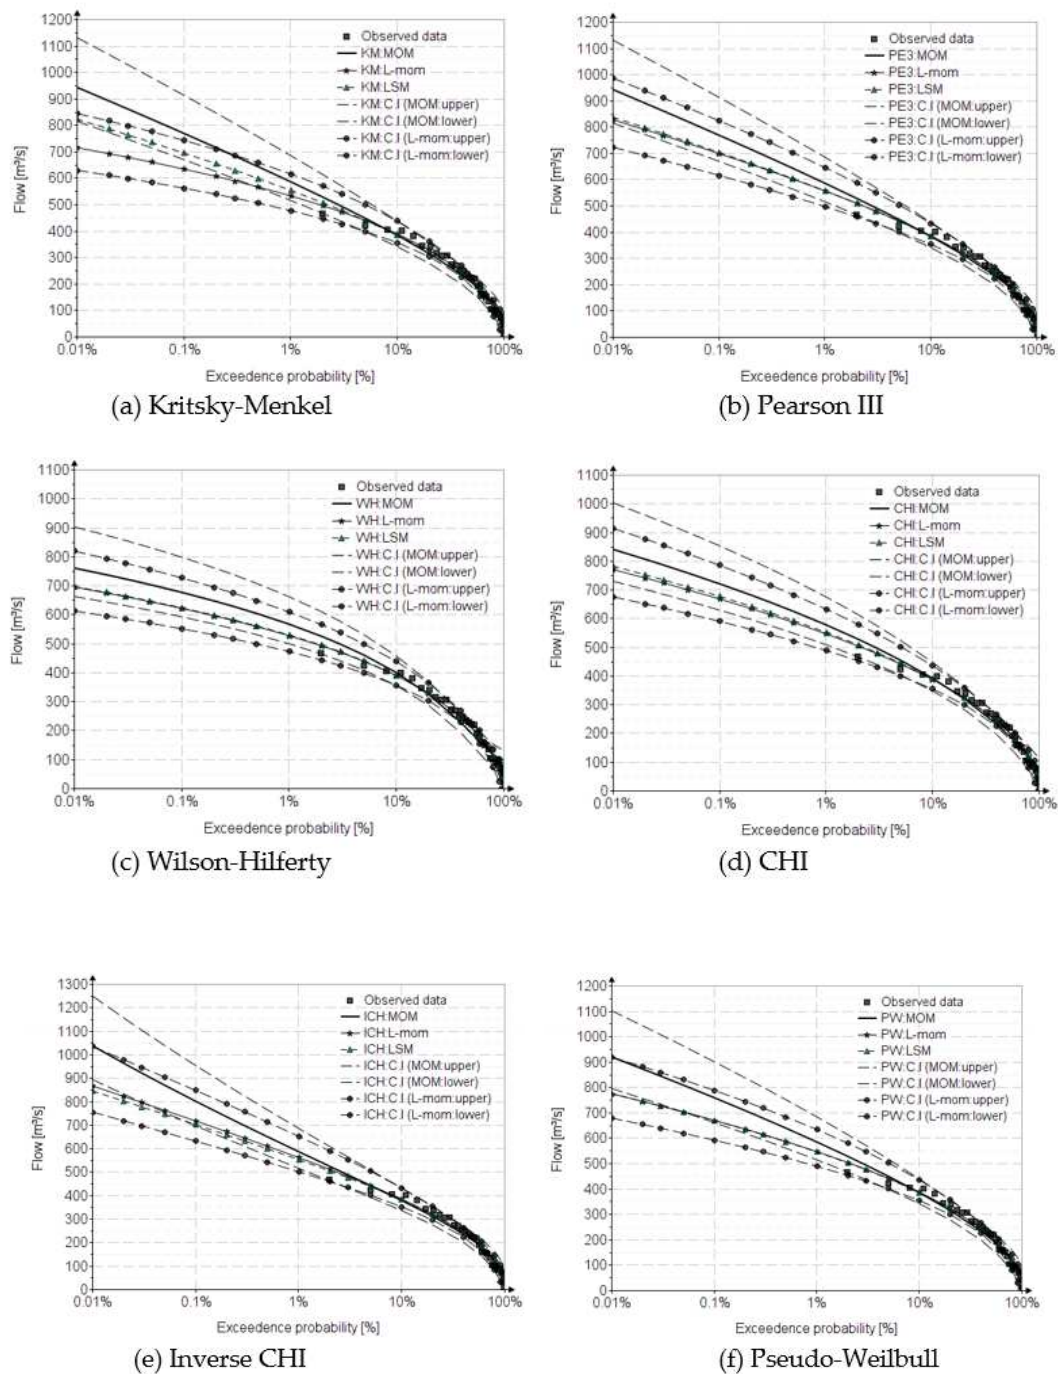 1200
1100
1000
900
800
700
600
500
400
300
200
100
0
Flow [m³/s]
0.01%
0.1%
1%
10%
100%
Exceedence probability [%]
Observed data
KM:MOM
KM:L-mom
KM:LSM
KM:C.I (MOM:upper)
KM:C.I (MOM:lower)
KM:C.I (L-mom:upper)
KM:C.I (L-mom:lower)
(a) Kritsky-Menkel
1200
1100
1000
900
800
700
600
500
400
300
200
100
0
Flow [m³/s]
0.01%
0.1%
1%
10%
100%
Exceedence probability [%]
Observed data
PE3:MOM
PE3:L-mom
PE3:LSM
PE3:C.I (MOM:upper)
PE3:C.I (MOM:lower)
PE3:C.I (L-mom:upper)
PE3:C.I (L-mom:lower)
(b) Pearson III
1100
1000
900
800
700
600
500
400
300
200
100
0
Flow [m³/s]
0.01%
0.1%
1%
10%
100%
Exceedence probability [%]
Observed data
WH:MOM
WH:L-mom
WH:LSM
WH:C.I (MOM:upper)
WH:C.I (MOM:lower)
WH:C.I (L-mom:upper)
WH:C.I (L-mom:lower)
(c) Wilson-Hilferty
1100
1000
900
800
700
600
500
400
300
200
100
0
Flow [m³/s]
0.01%
0.1%
1%
10%
100%
Exceedence probability [%]
Observed data
CHI:MOM
CHI:L-mom
CHI:LSM
CHI:C.I (MOM:upper)
CHI:C.I (MOM:lower)
CHI:C.I (L-mom:upper)
CHI:C.I (L-mom:lower)
(d) CHI
1300
1200
1100
1000
900
800
700
600
500
400
300
200
100
0
Flow [m³/s]
0.01%
0.1%
1%
10%
100%
Exceedence probability [%]
Observed data
ICH:MOM
ICH:L-mom
ICH:LSM
ICH:C.I (MOM:upper)
ICH:C.I (MOM:lower)
ICH:C.I (L-mom:upper)
ICH:C.I (L-mom:lower)
(e) Inverse CHI
1200
1100
1000
900
800
700
600
500
400
300
200
100
0
Flow [m³/s]
0.01%
0.1%
1%
10%
100%
Exceedence probability [%]
Observed data
PW:MOM
PW:L-mom
PW:LSM
PW:C.I (MOM:upper)
PW:C.I (MOM:lower)
PW:C.I (L-mom:upper)
PW:C.I (L-mom:lower)
(f) Pseudo-Weilbull